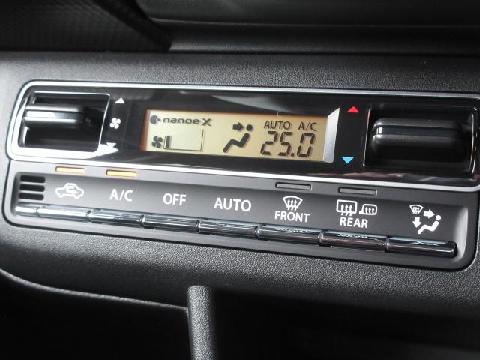 nanoeX
AUTO A/C
25.0
A/C OFF AUTO FRONT REAR